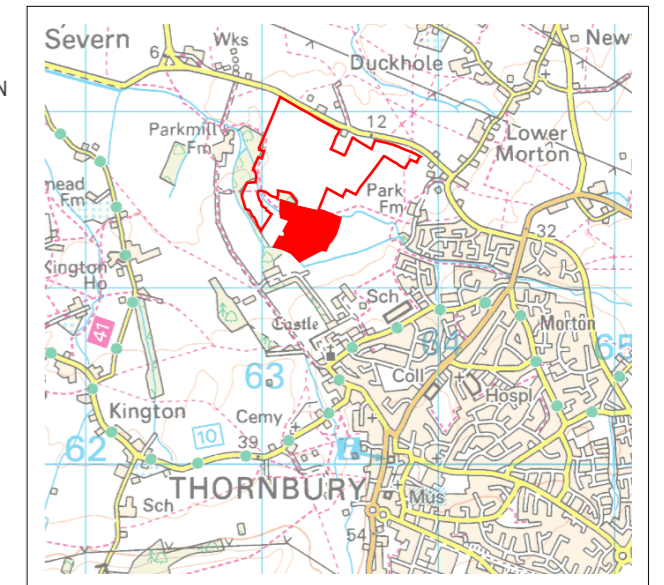 Severn
6
Wks
New
Duckhole
N
12
Parkmill
Fm
Lower
Morton
mead
Fm
Park
Fm
32
Kington
Ho
Sch
41
Castle
64
Morton
65
63
Coll
Hospl
Kington
Cemy
62
10
39
THORNBURY
Mus
Sch
54